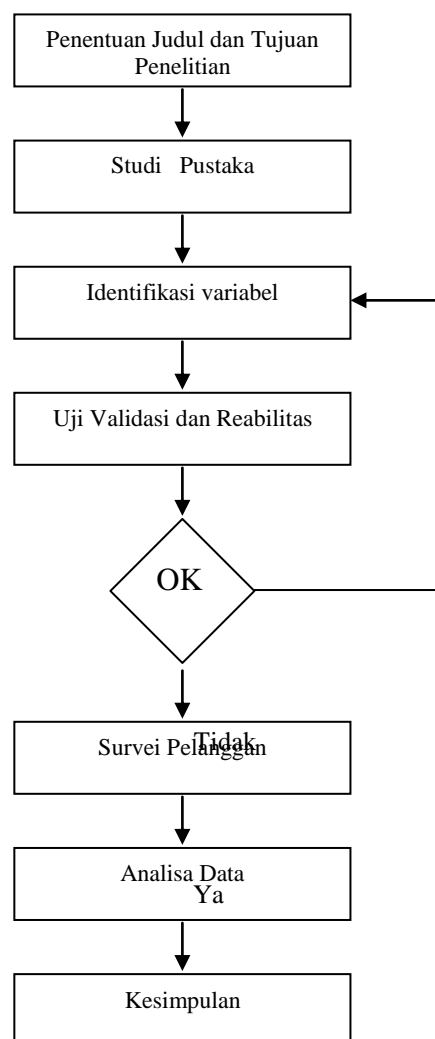 Penentuan Judul dan Tujuan
Penelitian
Studi Pustaka
Identifikasi variabel
Uji Validasi dan Reabilitas
OK
Tidak
Survei Pelanggan
Analisa Data
Ya
Kesimpulan